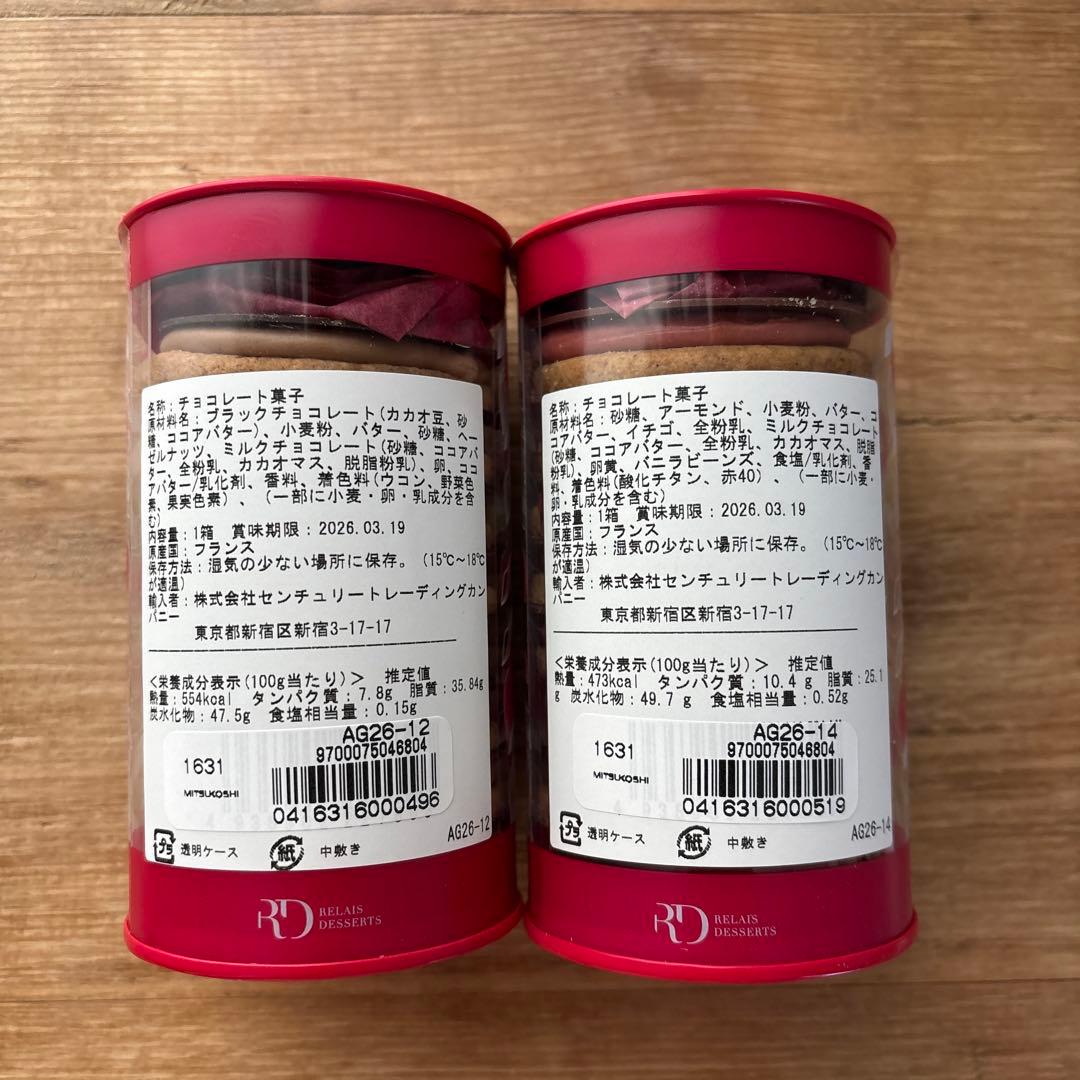 名称：チョコレート菓子
原材料名：ブラックチョコレート(カカオ豆、砂
糖、ココアバター)、小麦粉、バター、砂糖、ヘー
ゼルナッツ、ミルクチョコレート(砂糖、ココアバ
ター、全粉乳、カカオマス、脱脂粉乳)、卵、ココ
アバター/乳化剤、香料、着色料(ウコン、野菜色
素、果実色素)、(一部に小麦・卵・乳成分を含
む)
内容量：1箱 賞味期限：2026.03.19
原産国：フランス
保存方法：湿気の少ない場所に保存。(15℃～18℃
が適温)
輸入者：株式会社センチュリートレーディングカン
パニー
東京都新宿区新宿3-17-17
<栄養成分表示(100g当たり)> 推定値
熱量：554kcal タンパク質：7.8g 脂質：35.84g
炭水化物：47.5g 食塩相当量：0.15g
AG26-12
9700075046804
1631
MITSUKOSHI
0416316000496
プラ 透明ケース 紙 中敷き AG26-12
RD RELAIS
DESSERTS
名称：チョコレート菓子
原材料名：砂糖、アーモンド、小麦粉、バター、コ
コアバター、イチゴ、全粉乳、ミルクチョコレート
(砂糖、ココアバター、全粉乳、カカオマス、脱脂
粉乳)、卵黄、バニラビーンズ、食塩/乳化剤、香
料、着色料(酸化チタン、赤40)、(一部に小麦・
卵・乳成分を含む)
内容量：1箱 賞味期限：2026.03.19
原産国：フランス
保存方法：湿気の少ない場所に保存。(15℃～18℃
が適温)
輸入者：株式会社センチュリートレーディングカン
パニー
東京都新宿区新宿3-17-17
<栄養成分表示(100g当たり)> 推定値
熱量：473kcal タンパク質：10.4 g 脂質：25.1
g 炭水化物：49.7 g 食塩相当量：0.52g
AG26-14
9700075046804
1631
MITSUKOSHI
0416316000519
プラ 透明ケース 紙 中敷き AG26-14
RD RELAIS
DESSERTS